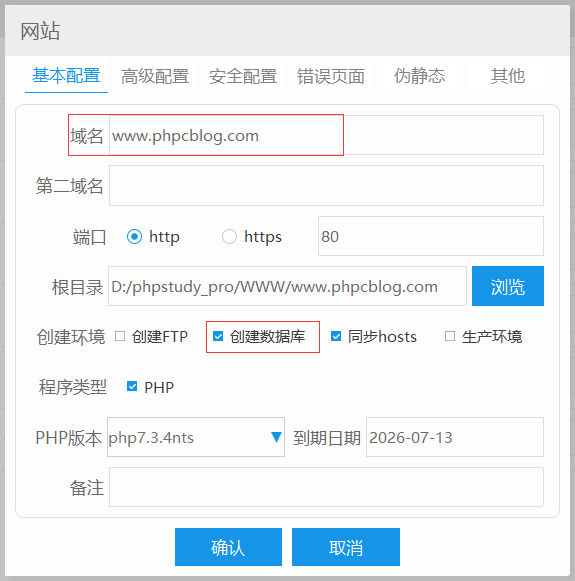 网站
基本配置 高级配置 安全配置 错误页面 伪静态 其他
域名 www.phpcblog.com
第二域名
端口 http https 80
根目录 D:/phpstudy_pro/WWW/www.phpcblog.com 浏览
创建环境 创建FTP 创建数据库 同步hosts 生产环境
程序类型 PHP
PHP版本 php7.3.4nts 到期日期 2026-07-13
备注
确认 取消